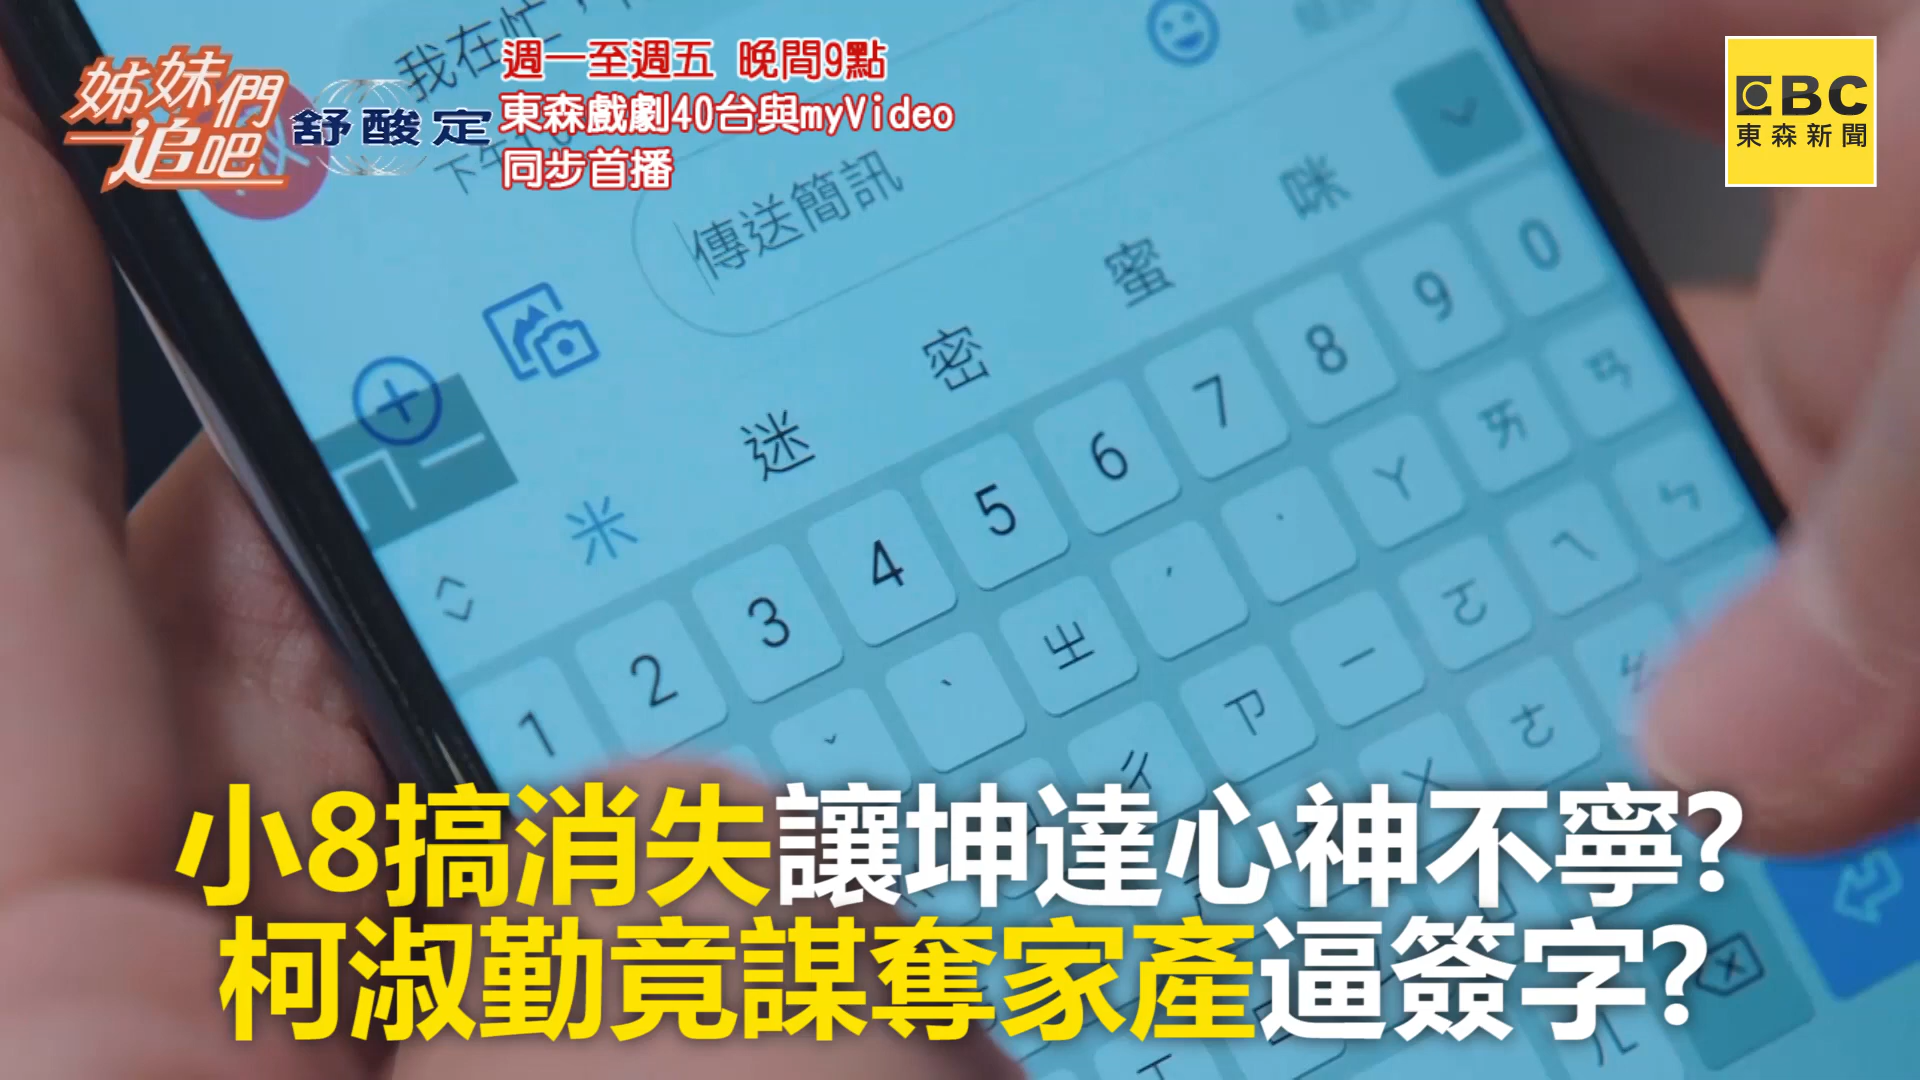 姊妹們
追吧
舒酸定
週一至週五 晚間9點
東森戲劇40台與myVideo
同步首播
EBC
東森新聞
我在忙，
下午
傳送簡訊
ㄇㄧ
米 迷 密 蜜 咪
1 2 3 4 5 6 7 8 9 0
ˇ ˋ ㄓ ˊ ˙ ㄚ ㄞ ㄢ
ㄔ ㄗ ㄧ ㄛ ㄟ ㄣ
ㄨ ㄜ
小8搞消失讓坤達心神不寧?
柯淑勤竟謀奪家產逼簽字?